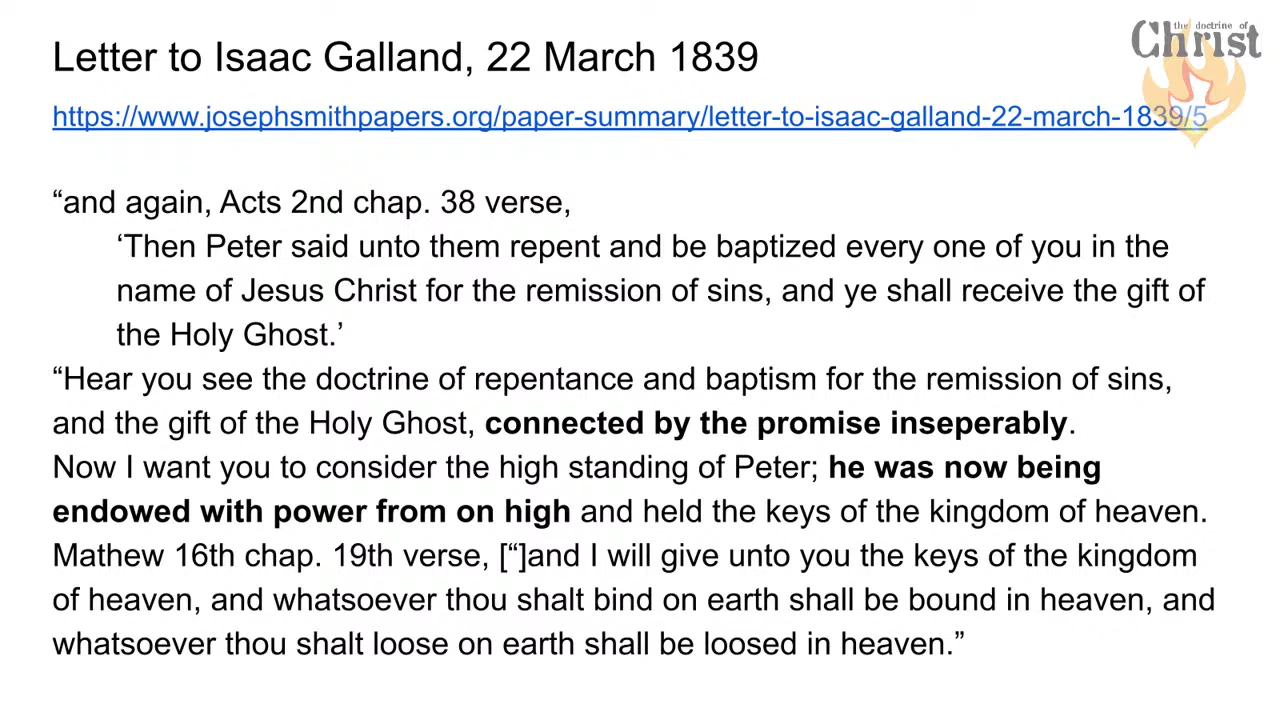 Letter to Isaac Galland, 22 March 1839
the doctrine of
Christ
https://www.josephsmithpapers.org/paper-summary/letter-to-isaac-galland-22-march-1839/5
“and again, Acts 2nd chap. 38 verse,
‘Then Peter said unto them repent and be baptized every one of you in the
name of Jesus Christ for the remission of sins, and ye shall receive the gift of
the Holy Ghost.’
“Hear you see the doctrine of repentance and baptism for the remission of sins,
and the gift of the Holy Ghost, connected by the promise inseperably.
Now I want you to consider the high standing of Peter; he was now being
endowed with power from on high and held the keys of the kingdom of heaven.
Mathew 16th chap. 19th verse, [“]and I will give unto you the keys of the kingdom
of heaven, and whatsoever thou shalt bind on earth shall be bound in heaven, and
whatsoever thou shalt loose on earth shall be loosed in heaven.”